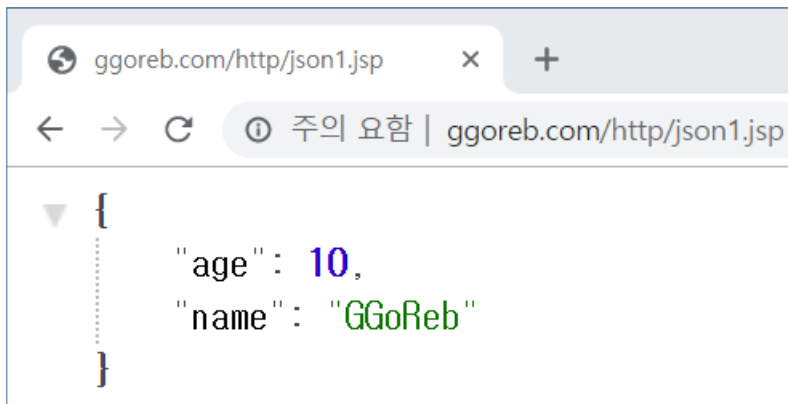 ggoreb.com/http/json1.jsp
주의 요함 | ggoreb.com/http/json1.jsp
{
"age": 10,
"name": "GGoReb"
}